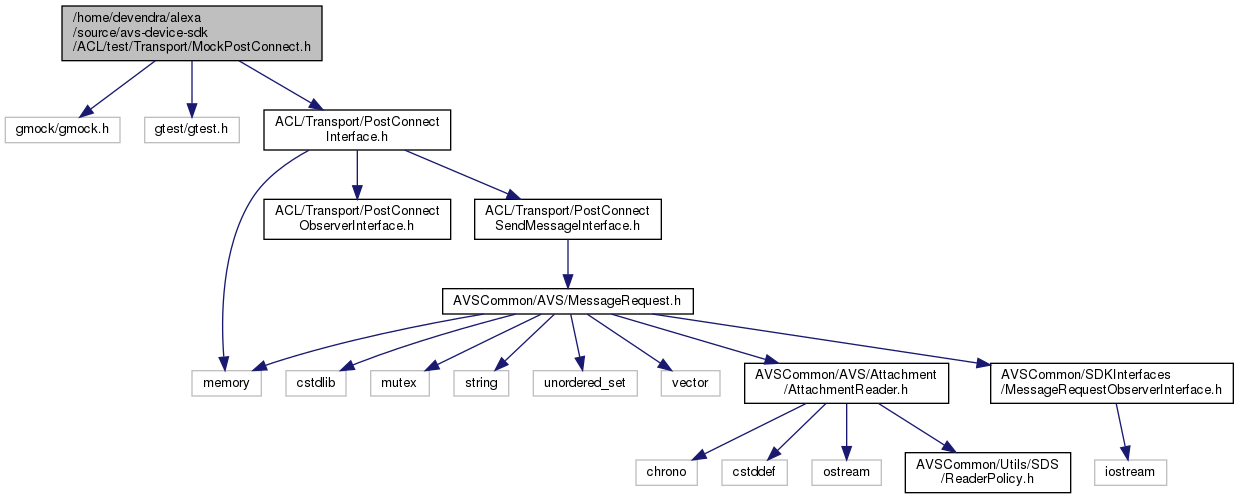 /home/devendra/alexa
/source/avs-device-sdk
/ACL/test/Transport/MockPostConnect.h
gmock/gmock.h
gtest/gtest.h
ACL/Transport/PostConnect
Interface.h
ACL/Transport/PostConnect
ObserverInterface.h
ACL/Transport/PostConnect
SendMessageInterface.h
AVSCommon/AVS/MessageRequest.h
memory
cstdlib
mutex
string
unordered_set
vector
AVSCommon/AVS/Attachment
/AttachmentReader.h
AVSCommon/SDKInterfaces
/MessageRequestObserverInterface.h
chrono
cstddef
ostream
AVSCommon/Utils/SDS
/ReaderPolicy.h
iostream